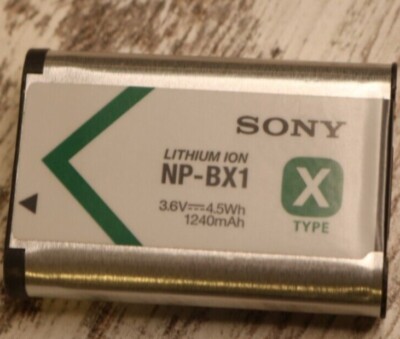 SONY
LITHIUM ION
NP-BX1
3.6V⎓4.5Wh
1240mAh
X
TYPE